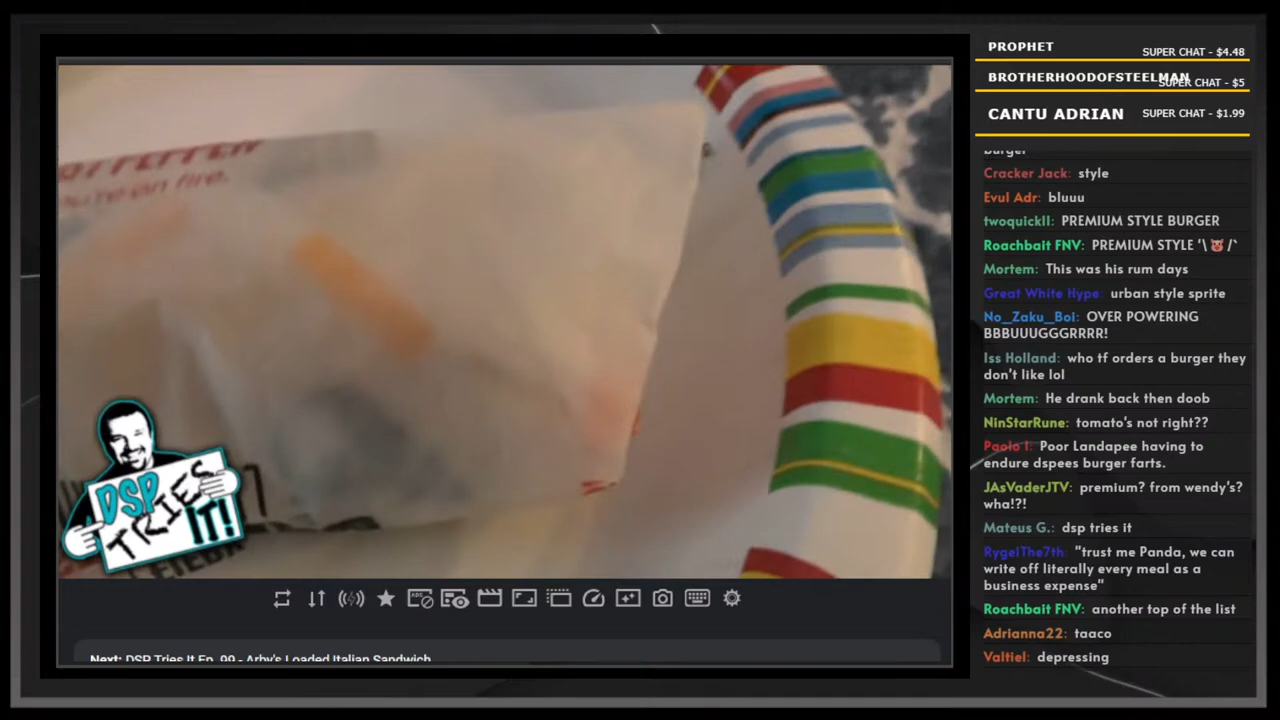 PROPHET
SUPER CHAT - $4.48
BROTHERHOODOFSTEELMAN
SUPER CHAT - $5
CANTU ADRIAN
SUPER CHAT - $1.99
burger
Cracker Jack: style
Evul Adr: bluuu
twoquickII: PREMIUM STYLE BURGER
Roachbait FNV: PREMIUM STYLE '\🐷/`
Mortem: This was his rum days
Great White Hype: urban style sprite
No_Zaku_Boi: OVER POWERING
BBBUUUGGGRRRR!
Iss Holland: who tf orders a burger they
don't like lol
Mortem: He drank back then doob
NinStarRune: tomato's not right??
Paolo I: Poor Landapee having to
endure dspees burger farts.
JAsVaderJTV: premium? from wendy's?
wha!?!
Mateus G.: dsp tries it
RygelThe7th: "trust me Panda, we can
write off literally every meal as a
business expense"
Roachbait FNV: another top of the list
Adrianna22: taaco
Valtiel: depressing
on fire.
DSP
TRIES
IT!
Next: DSP Tries It Ep. 99 - Arby's Loaded Italian Sandwich